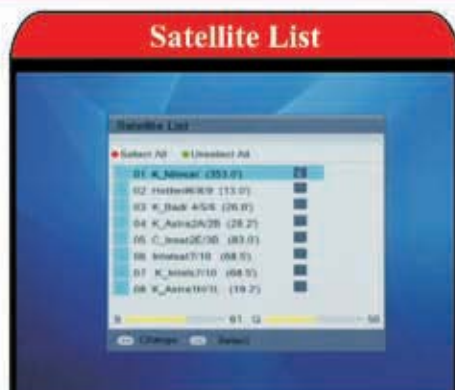 Satellite List
Satellite List
Select All Unselect All
01 K_Nilesat (353.0')
02 HotBird6/8/9 (13.0')
03 K_Badr 4/5/6 (26.0')
04 K_Astra2A/2B (28.2')
05 C_Insat2E/3B (83.0')
06 Intelsat7/10 (68.5')
07 K_Intels7/10 (68.5')
08 K_Astra1H/1L (19.2')
S 61 Q 50
Change Select